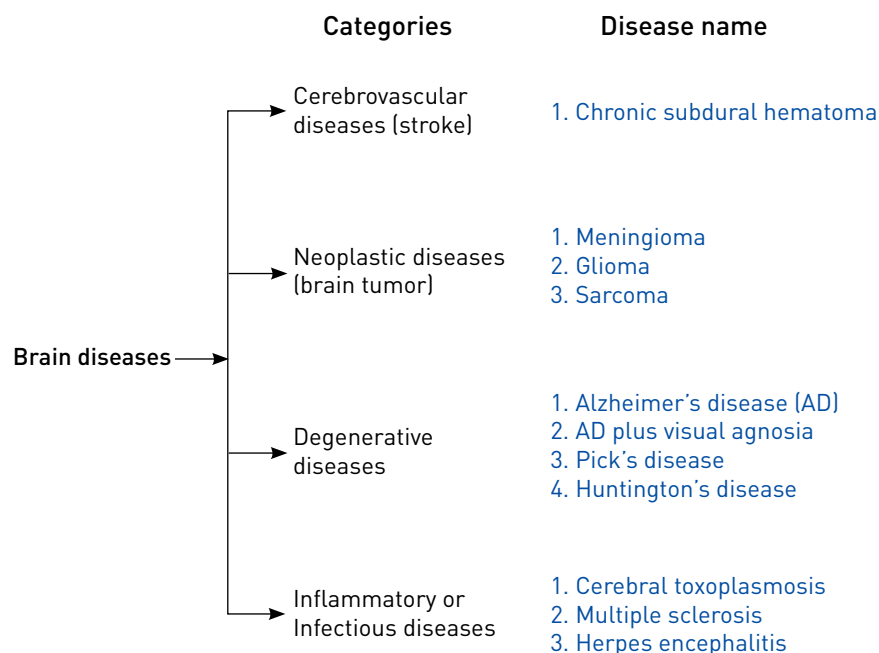 Categories
Disease name
Cerebrovascular
diseases (stroke)
1. Chronic subdural hematoma
Neoplastic diseases
(brain tumor)
1. Meningioma
2. Glioma
3. Sarcoma
Brain diseases
Degenerative
diseases
1. Alzheimer’s disease (AD)
2. AD plus visual agnosia
3. Pick’s disease
4. Huntington’s disease
Inflammatory or
Infectious diseases
1. Cerebral toxoplasmosis
2. Multiple sclerosis
3. Herpes encephalitis